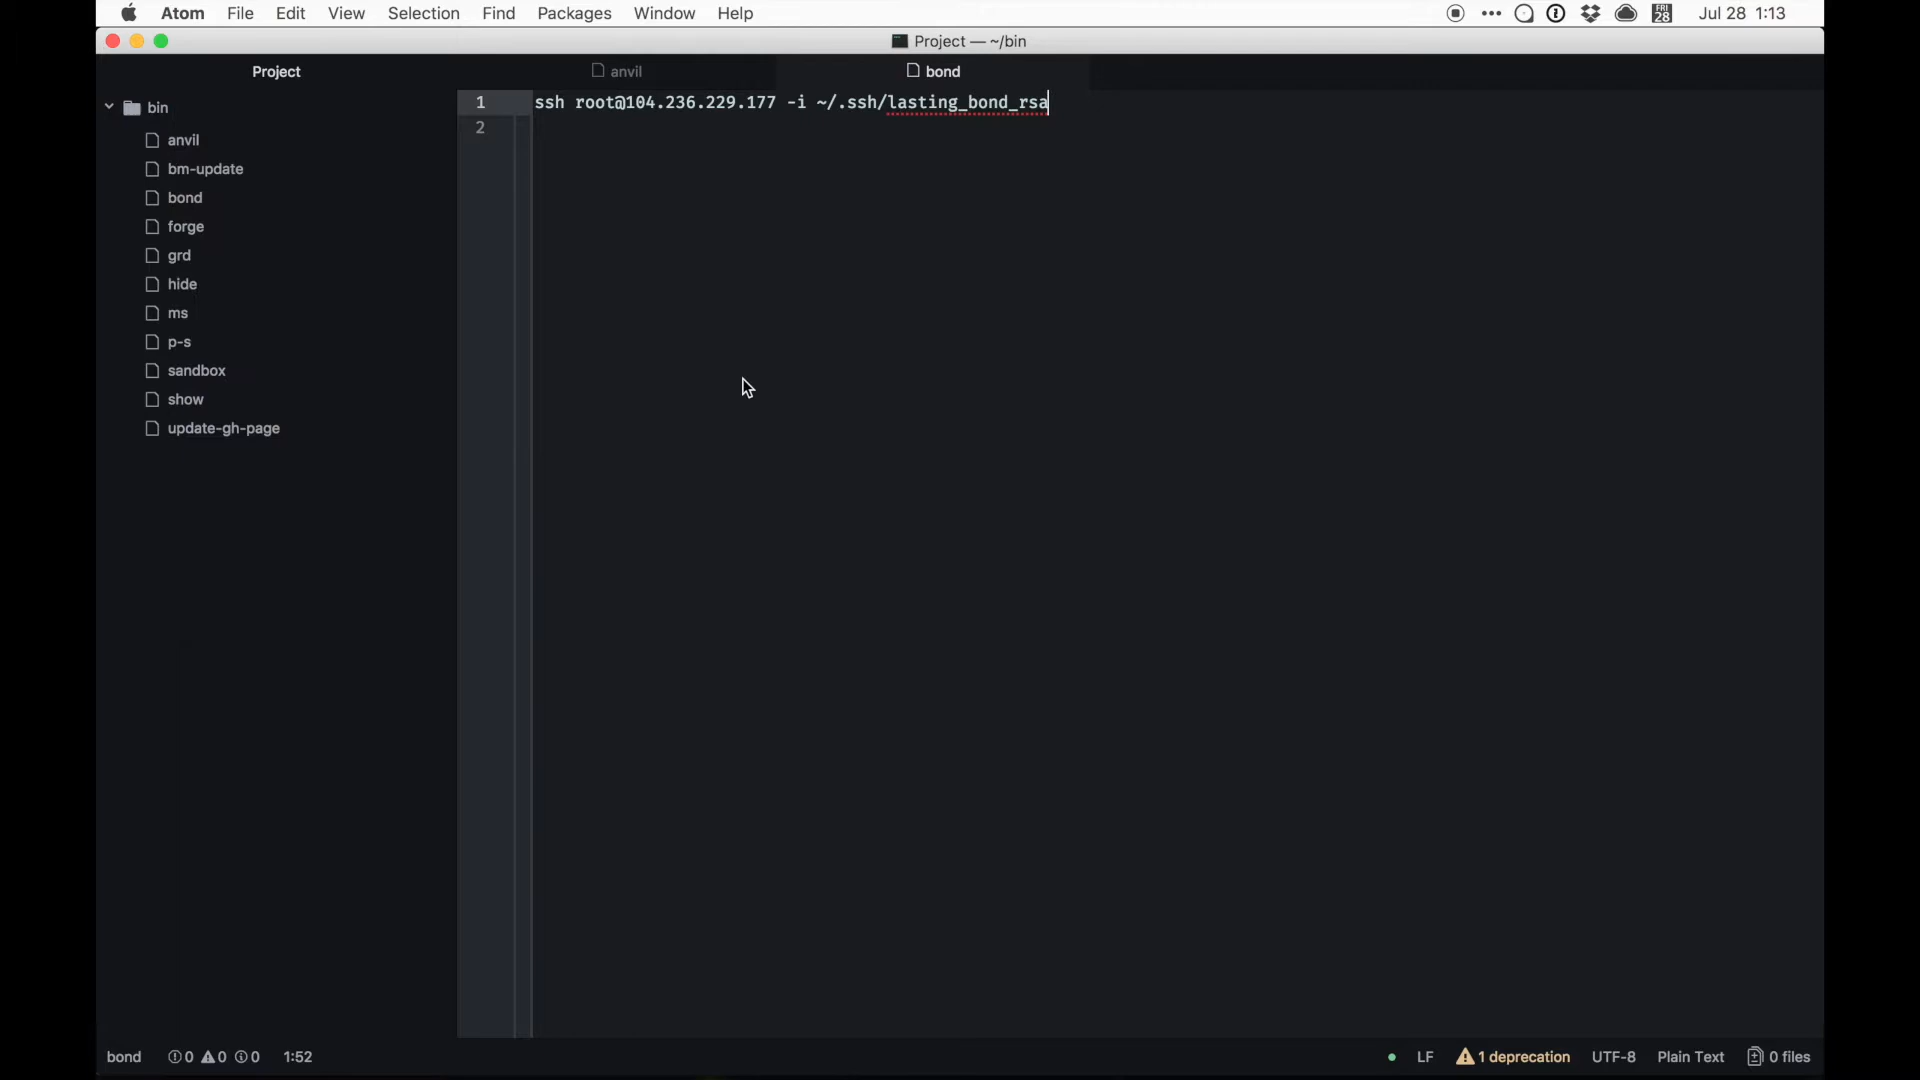 Atom File Edit View Selection Find Packages Window Help
FRI 28 Jul 28 1:13
Project — ~/bin
Project anvil bond
bin
anvil
bm-update
bond
forge
grd
hide
ms
p-s
sandbox
show
update-gh-page
1 ssh root@104.236.229.177 -i ~/.ssh/lasting_bond_rsa
2
bond 0 0 0 1:52 LF 1 deprecation UTF-8 Plain Text 0 files